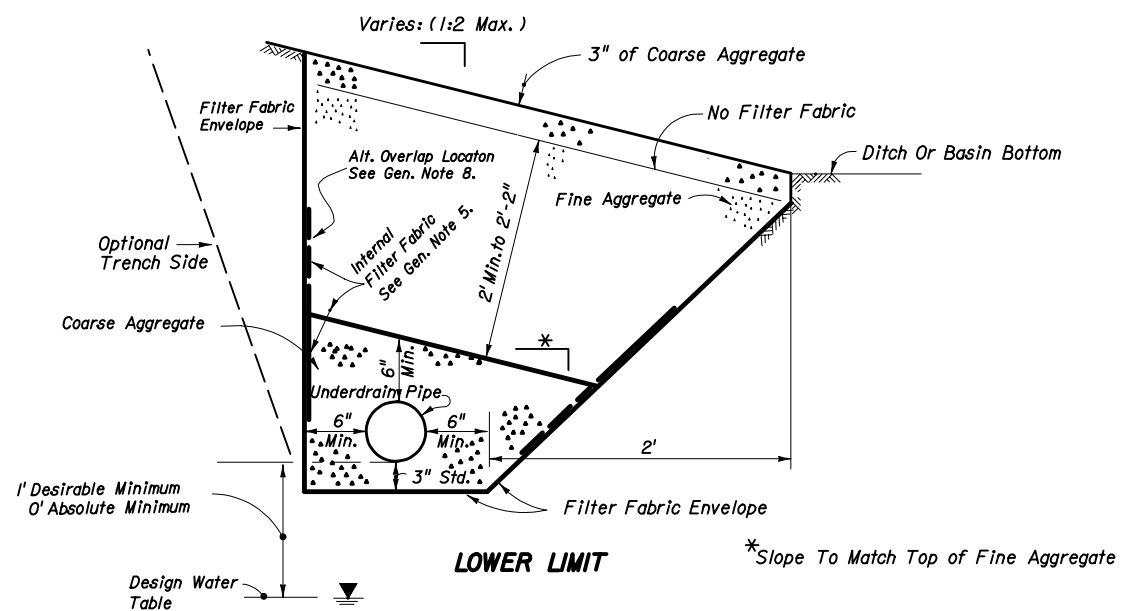 Varies: (1:2 Max.)
3" of Coarse Aggregate
Filter Fabric
Envelope
No Filter Fabric
Alt. Overlap Locaton
See Gen. Note 8.
Ditch Or Basin Bottom
Fine Aggregate
Internal
Filter Fabric
See Gen. Note 5.
Optional
Trench Side
2' Min. to 2'-2"
Coarse Aggregate
*
6"
Min.
Underdrain Pipe
6"
Min.
6"
Min.
2'
3" Std.
1' Desirable Minimum
0' Absolute Minimum
Filter Fabric Envelope
LOWER LIMIT
*Slope To Match Top of Fine Aggregate
Design Water
Table